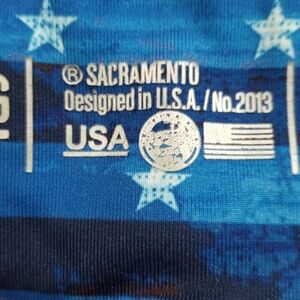 ® SACRAMENTO
Designed in U.S.A. / No.2013
USA